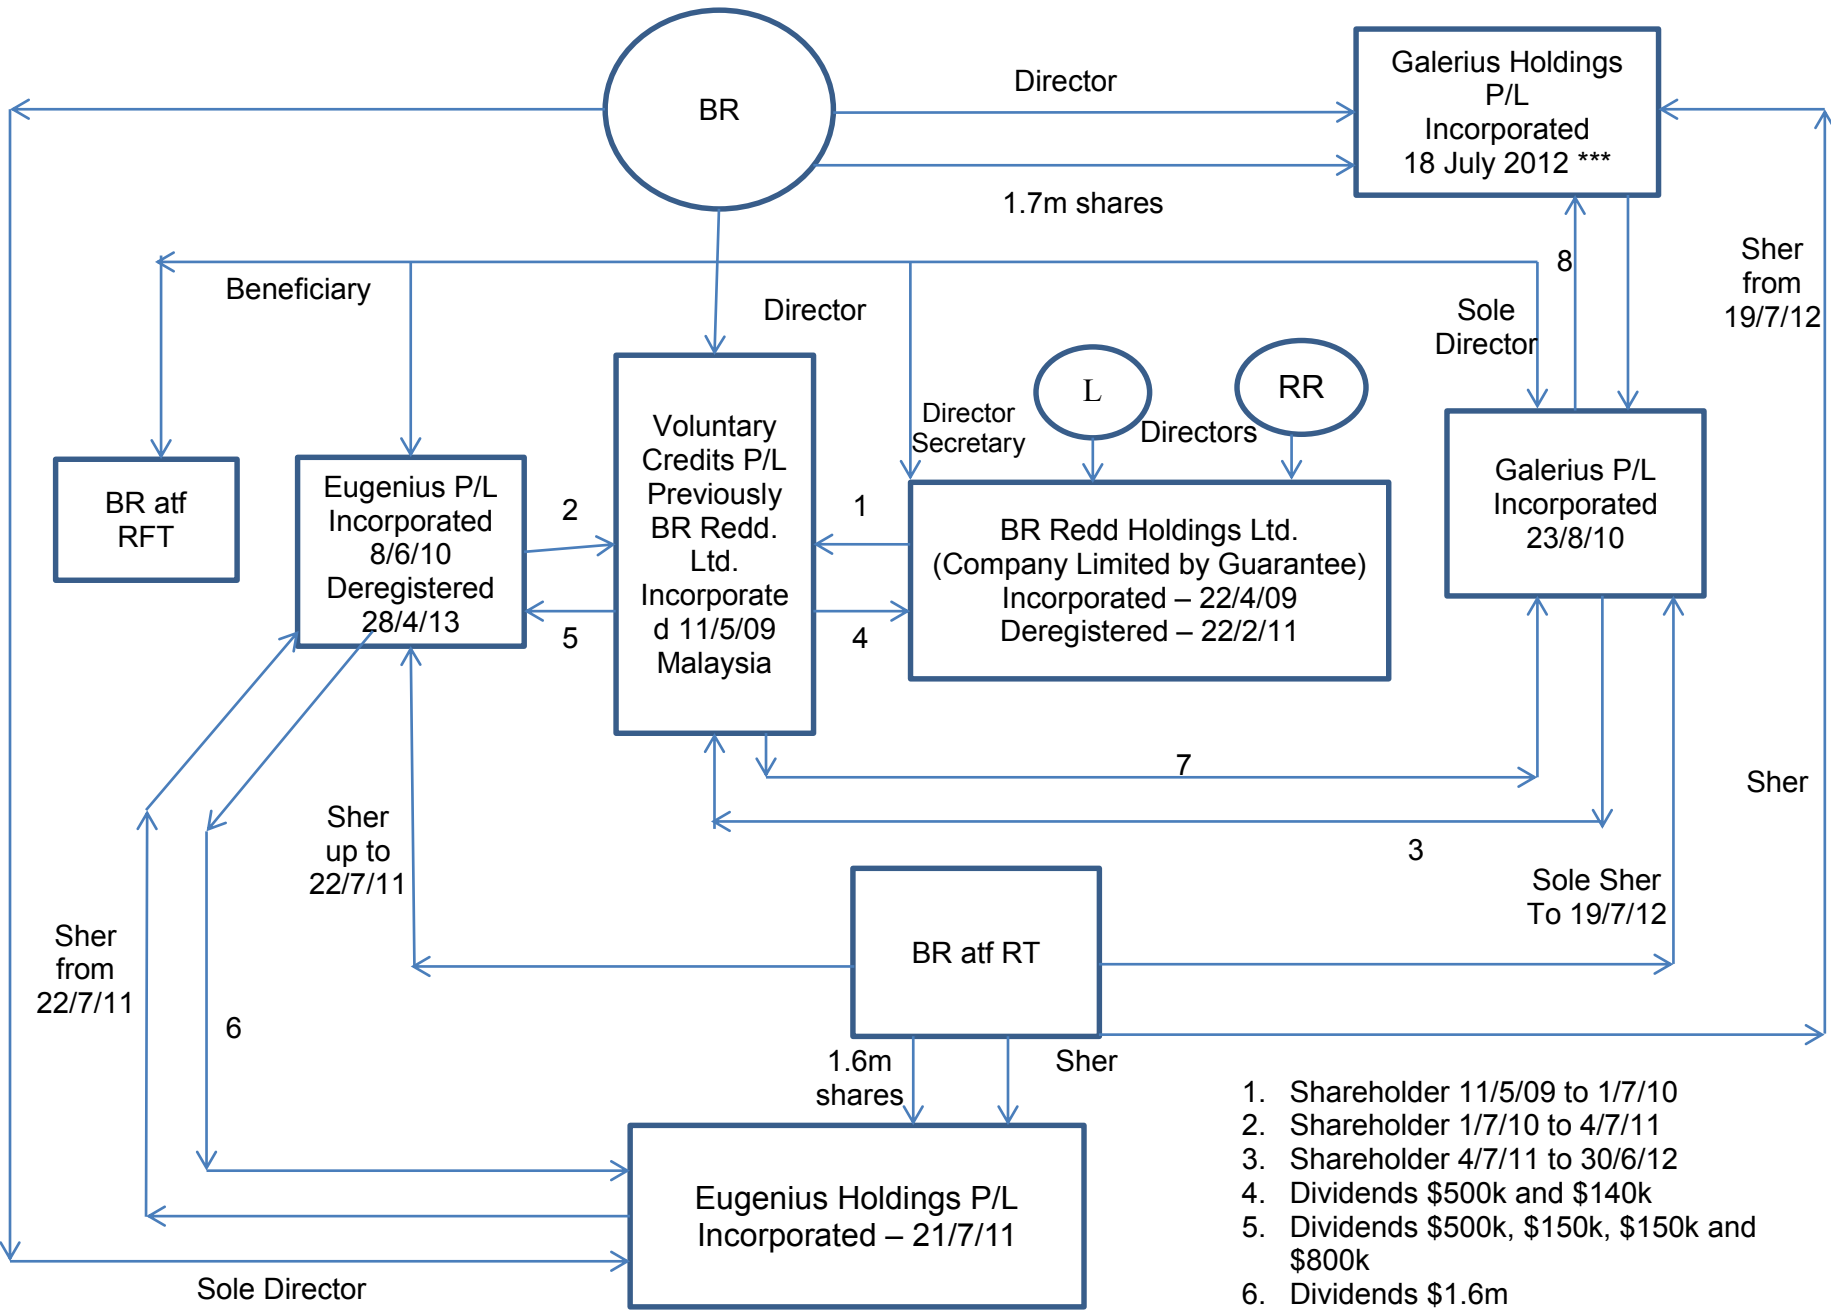 BR
Director
1.7m shares
Galerius Holdings
P/L
Incorporated
18 July 2012 ***
Beneficiary
Director
8
Sher
from
19/7/12
Sole
Director
L
RR
Director
Secretary
Directors
BR atf
RFT
Eugenius P/L
Incorporated
8/6/10
Deregistered
28/4/13
2
5
Voluntary
Credits P/L
Previously
BR Redd.
Ltd.
Incorporate
d 11/5/09
Malaysia
1
4
BR Redd Holdings Ltd.
(Company Limited by Guarantee)
Incorporated – 22/4/09
Deregistered – 22/2/11
Galerius P/L
Incorporated
23/8/10
7
3
Sher
Sher
up to
22/7/11
Sole Sher
To 19/7/12
Sher
from
22/7/11
6
BR atf RT
1.6m
shares
Sher
Eugenius Holdings P/L
Incorporated – 21/7/11
Sole Director
1. Shareholder 11/5/09 to 1/7/10
2. Shareholder 1/7/10 to 4/7/11
3. Shareholder 4/7/11 to 30/6/12
4. Dividends $500k and $140k
5. Dividends $500k, $150k, $150k and
$800k
6. Dividends $1.6m